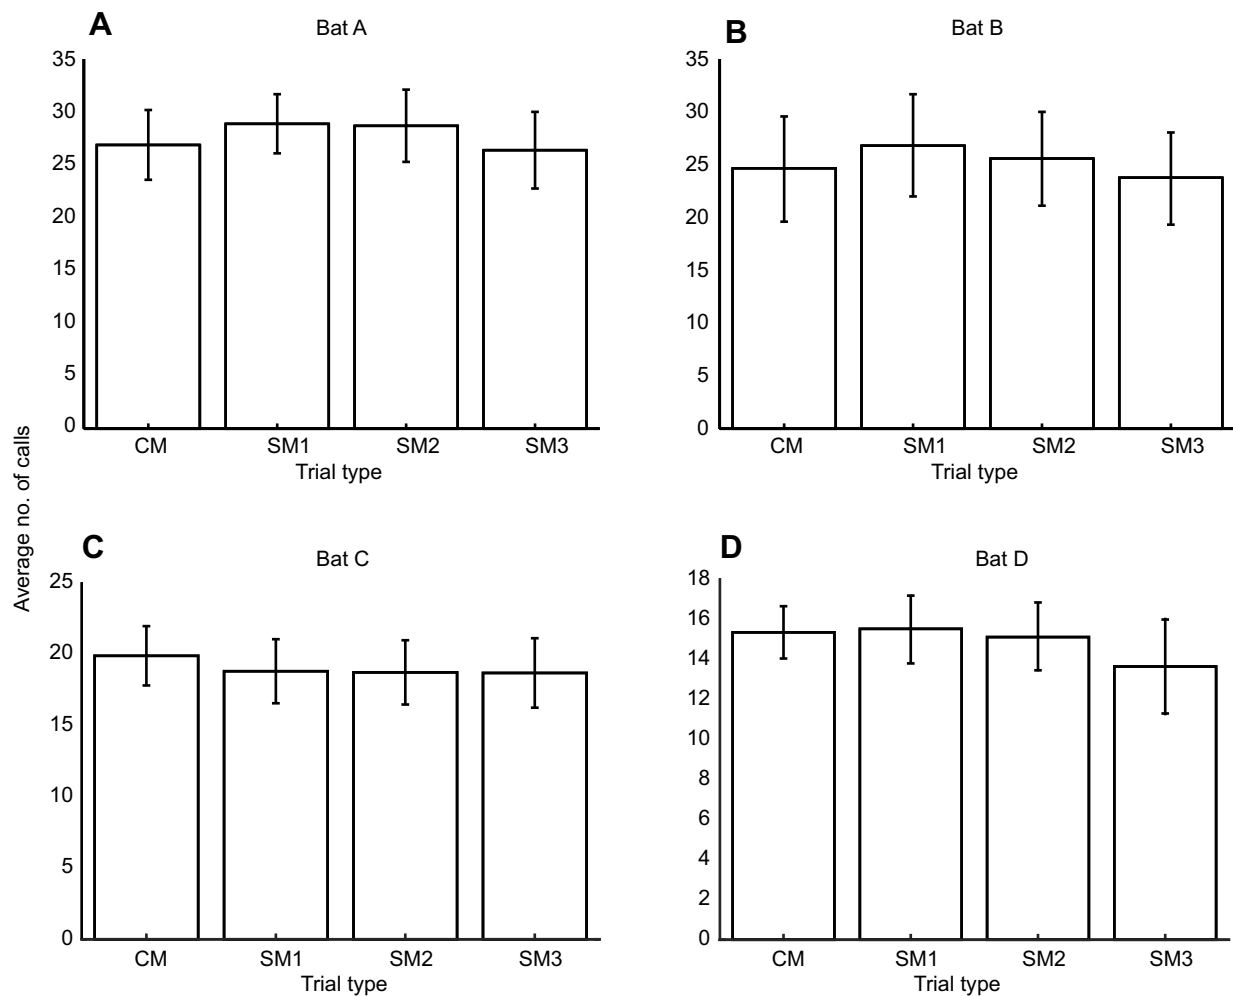 A
Bat A
35
30
25
20
15
10
5
0
CM SM1 SM2 SM3
Trial type
B
Bat B
35
30
25
20
15
10
5
0
CM SM1 SM2 SM3
Trial type
Average no. of calls
C
Bat C
25
20
15
10
5
0
CM SM1 SM2 SM3
Trial type
D
Bat D
18
16
14
12
10
8
6
4
2
0
CM SM1 SM2 SM3
Trial type